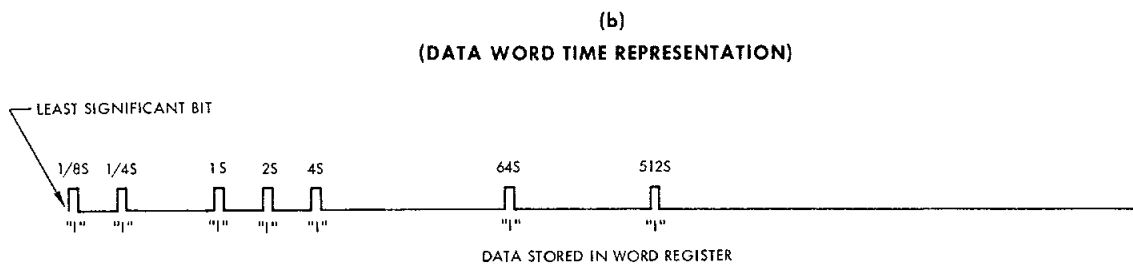 (b)
(DATA WORD TIME REPRESENTATION)
LEAST SIGNIFICANT BIT
1/8S 1/4S 1S 2S 4S 64S 512S
"1" "1" "1" "1" "1" "1" "1"
DATA STORED IN WORD REGISTER